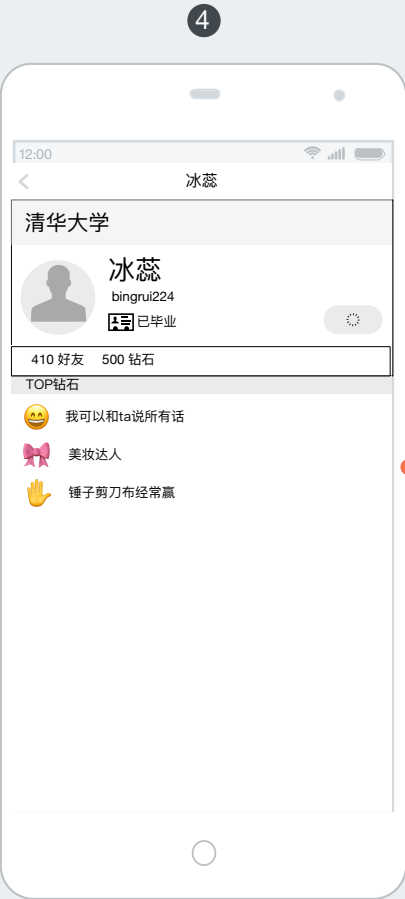 4
12:00
冰蕊
清华大学
冰蕊
bingrui224
已毕业
410 好友 500 钻石
TOP钻石
我可以和ta说所有话
美妆达人
锤子剪刀布经常赢